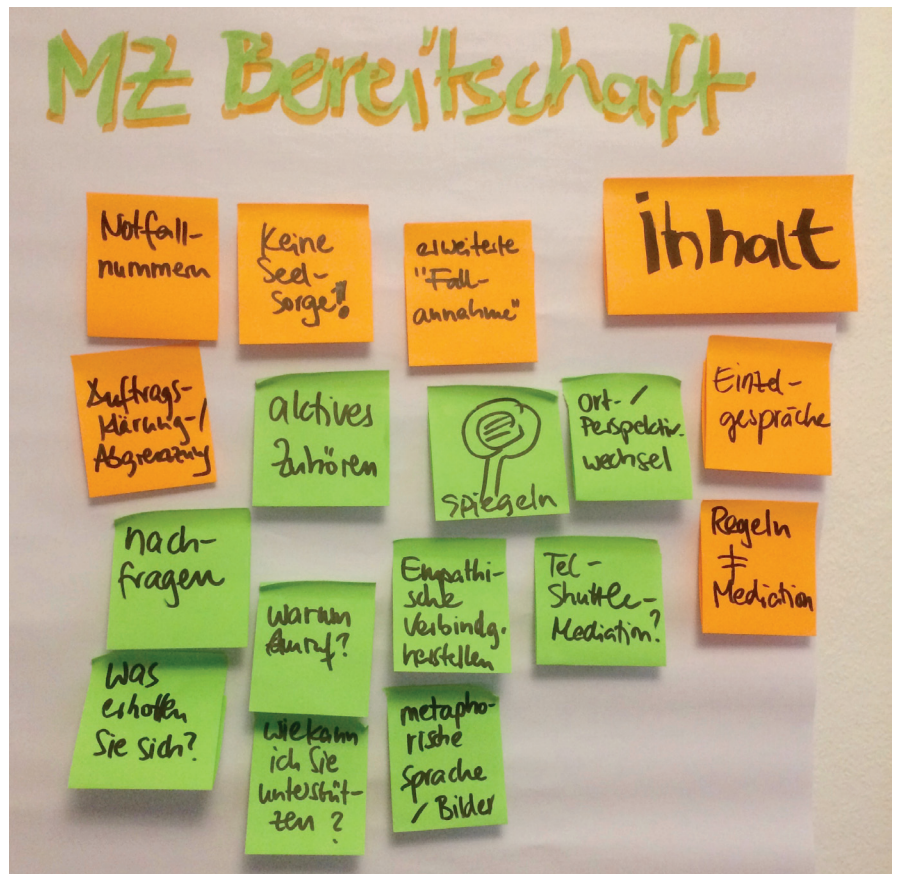 MZ Bereitschaft
Notfall-
nummern
Keine
Seel-
sorge!
erweiterte
"Fall-
annahme"
inhalt
Auftrags-
klärung-/
Abgrenzung
aktives
Zuhören
spiegeln
Ort-/
Perspektiv-
wechsel
Einzel-
gespräche
nach-
fragen
warum
Anruf?
Empathi-
sche
Verbindg.
herstellen
Tel-
Shuttle-
Mediation?
Regeln
≠
Mediation
Was
erhoffen
Sie sich?
wie kann
ich Sie
unterstüt-
zen?
metapho-
rische
Sprache
/ Bilder